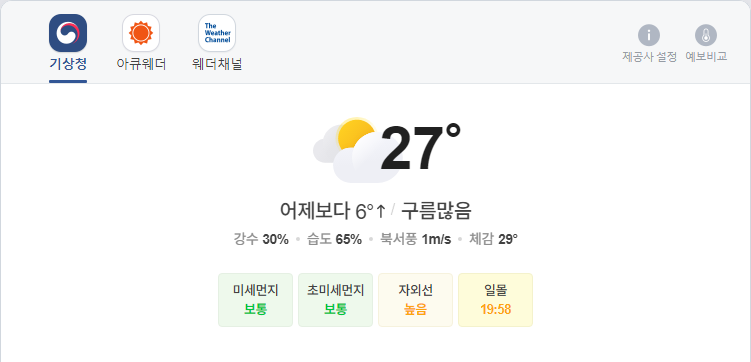 The
Weather
Channel
기상청 아큐웨더 웨더채널
제공사 설정 예보비교
27°
어제보다 6°↑ / 구름많음
강수 30% • 습도 65% • 북서풍 1m/s • 체감 29°
미세먼지 초미세먼지 자외선 일몰
보통 보통 높음 19:58